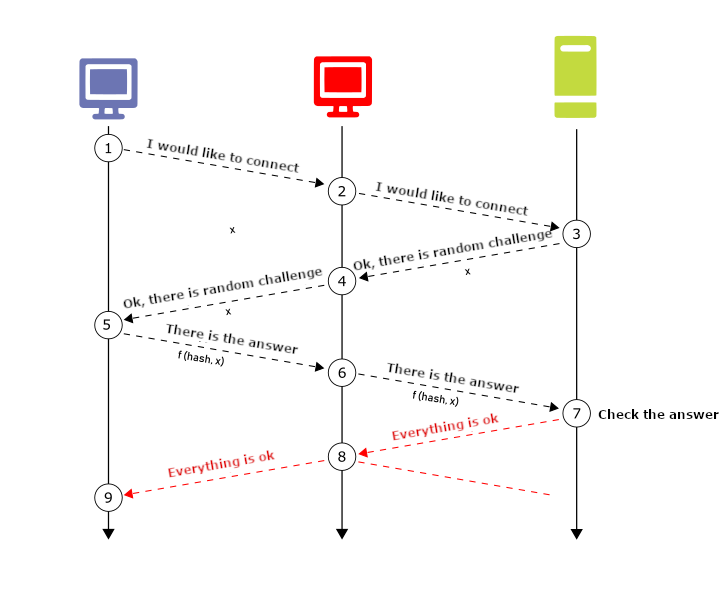 1
I would like to connect
2
I would like to connect
x
3
Ok, there is random challenge
x
4
Ok, there is random challenge
x
5
There is the answer
f (hash, x)
6
There is the answer
f (hash, x)
7
Check the answer
Everything is ok
8
Everything is ok
9